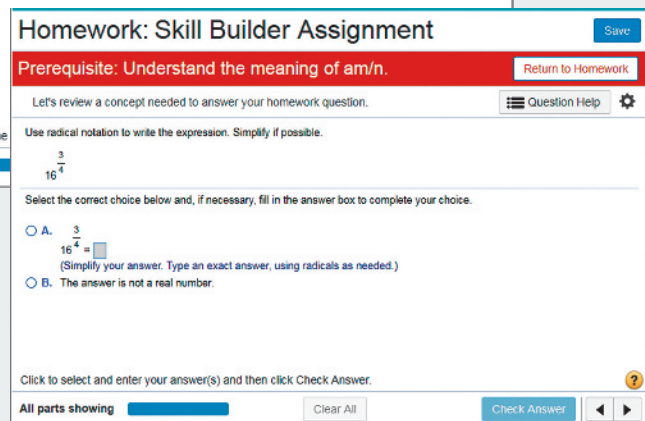 Homework: Skill Builder Assignment
Save
Prerequisite: Understand the meaning of am/n.
Return to Homework
Let's review a concept needed to answer your homework question.
Question Help
Use radical notation to write the expression. Simplify if possible.
16^(3/4)
Select the correct choice below and, if necessary, fill in the answer box to complete your choice.
A. 16^(3/4) =
(Simplify your answer. Type an exact answer, using radicals as needed.)
B. The answer is not a real number.
Click to select and enter your answer(s) and then click Check Answer.
?
All parts showing
Clear All
Check Answer